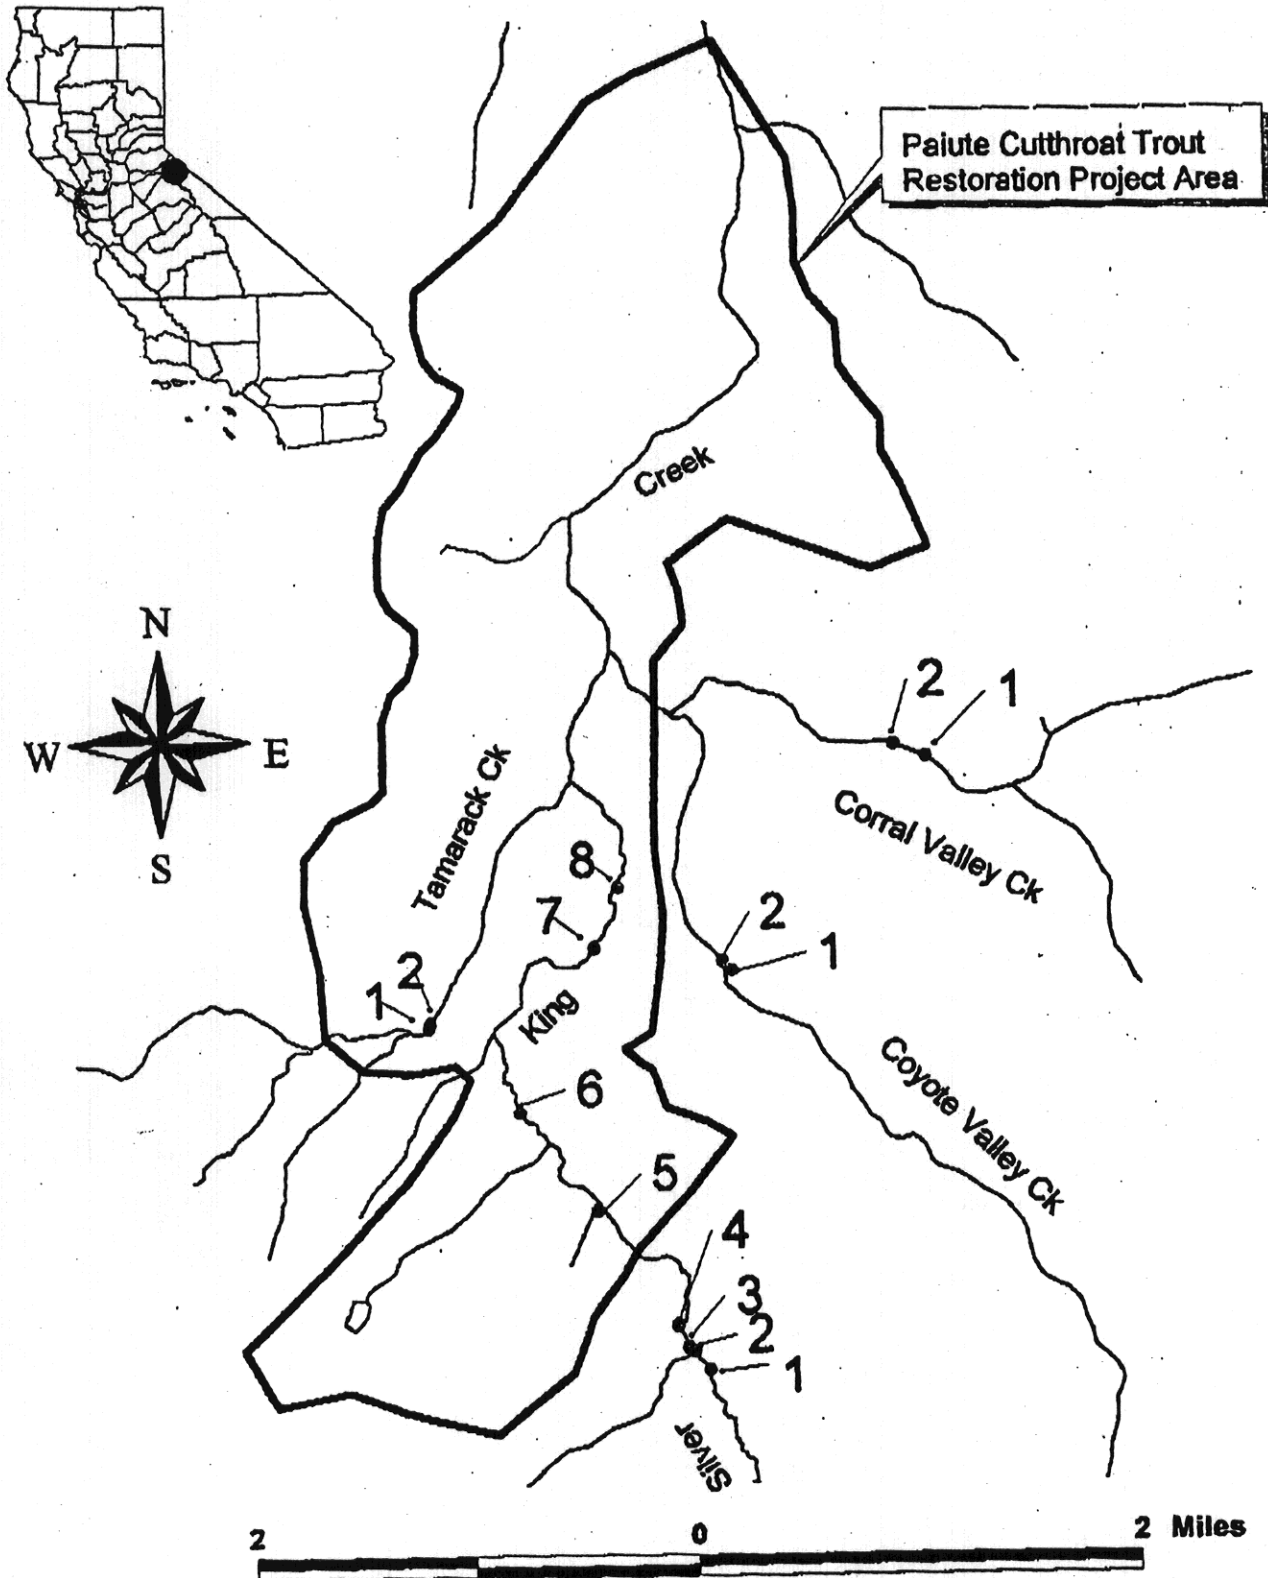 Paiute Cutthroat Trout
Restoration Project Area
Creek
N
W
E
S
2
1
Corral Valley Ck
Tamarack Ck
8
7
2
1
2
1
King
6
Coyote Valley Ck
5
4
3
2
1
Silver
2
0
2 Miles